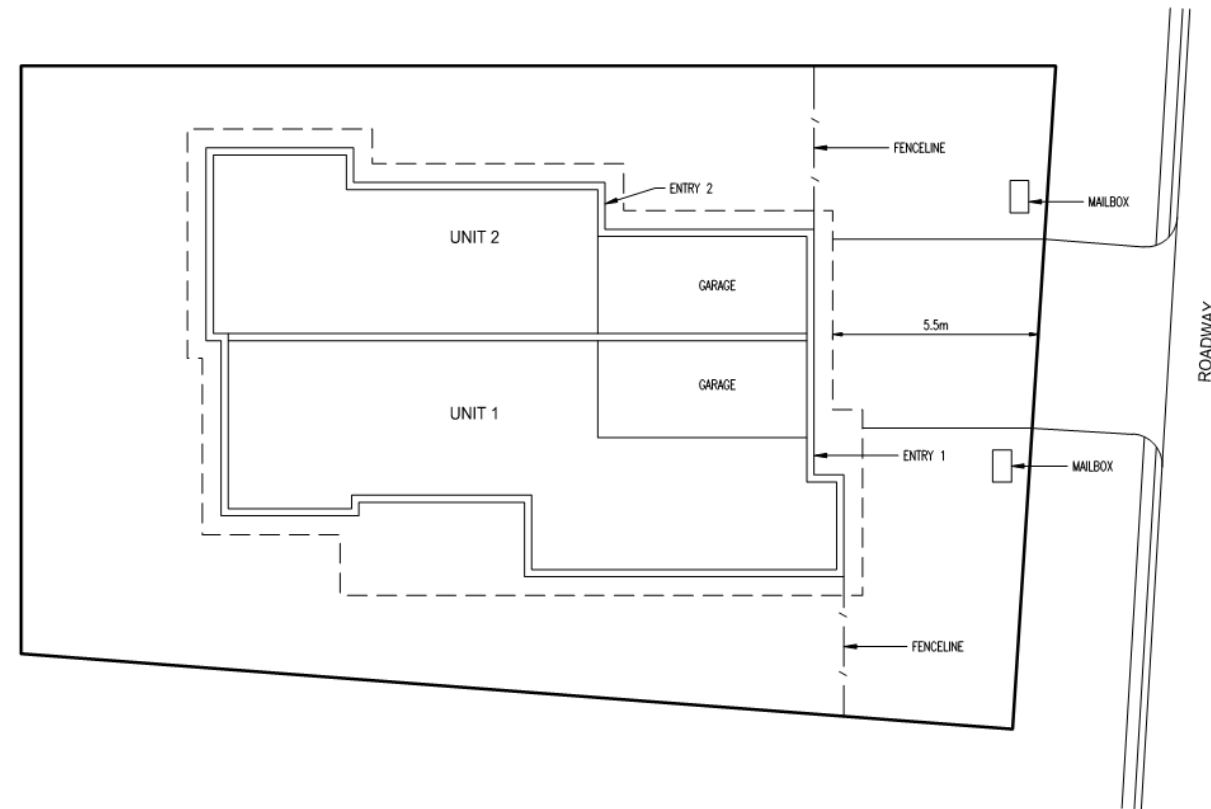 FENCELINE
ENTRY 2
MAILBOX
UNIT 2
GARAGE
5.5m
ROADWAY
GARAGE
UNIT 1
ENTRY 1
MAILBOX
FENCELINE